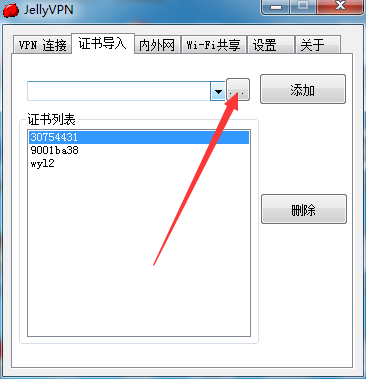 JellyVPN
VPN 连接 证书导入 内外网 Wi-Fi共享 设置 关于
... 添加
证书列表
30754431
9001ba38
wyl2
删除